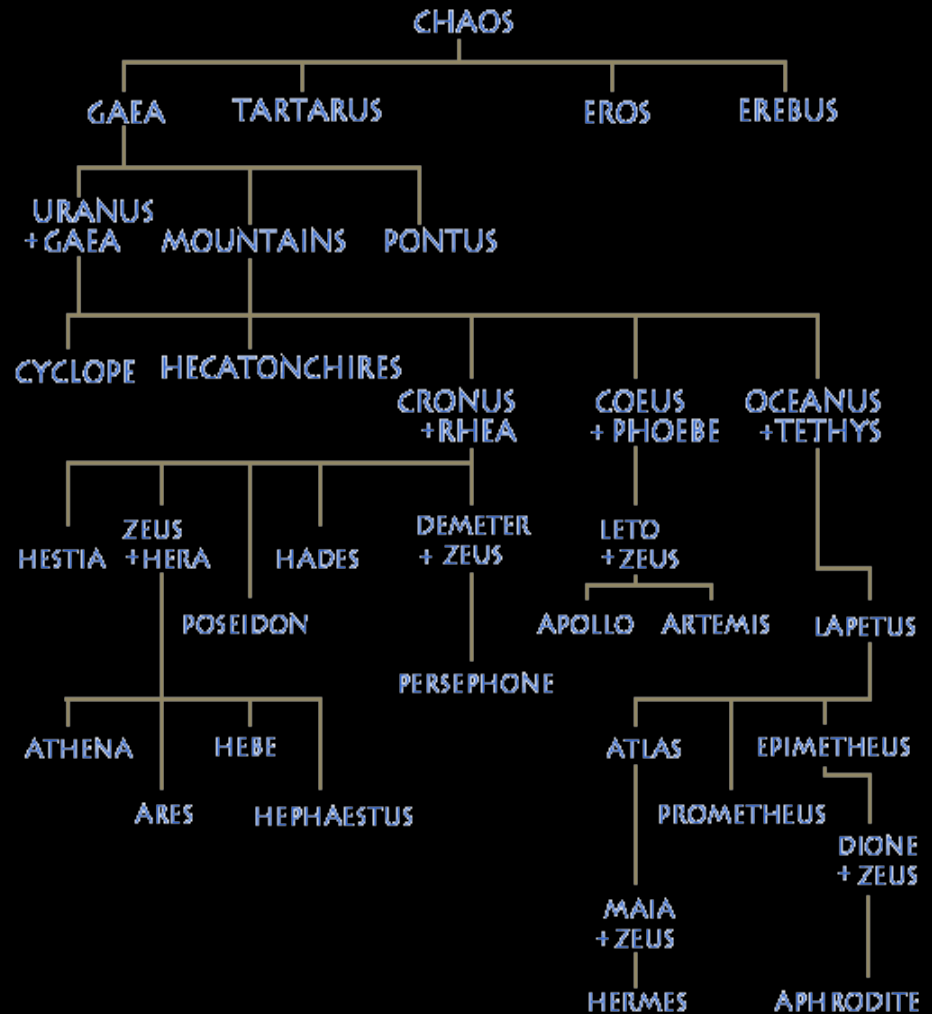 CHAOS
GAEA TARTARUS EROS EREBUS
URANUS
+GAEA MOUNTAINS PONTUS
CYCLOPE HECATONCHIRES
CRONUS COEUS OCEANUS
+RHEA + PHOEBE +TETHYS
ZEUS DEMETER LETO
HESTIA +HERA HADES + ZEUS +ZEUS
POSEIDON APOLLO ARTEMIS LAPETUS
PERSEPHONE
ATHENA HEBE ATLAS EPIMETHEUS
ARES HEPHAESTUS PROMETHEUS
DIONE
+ ZEUS
MAIA
+ZEUS
HERMES APHRODITE